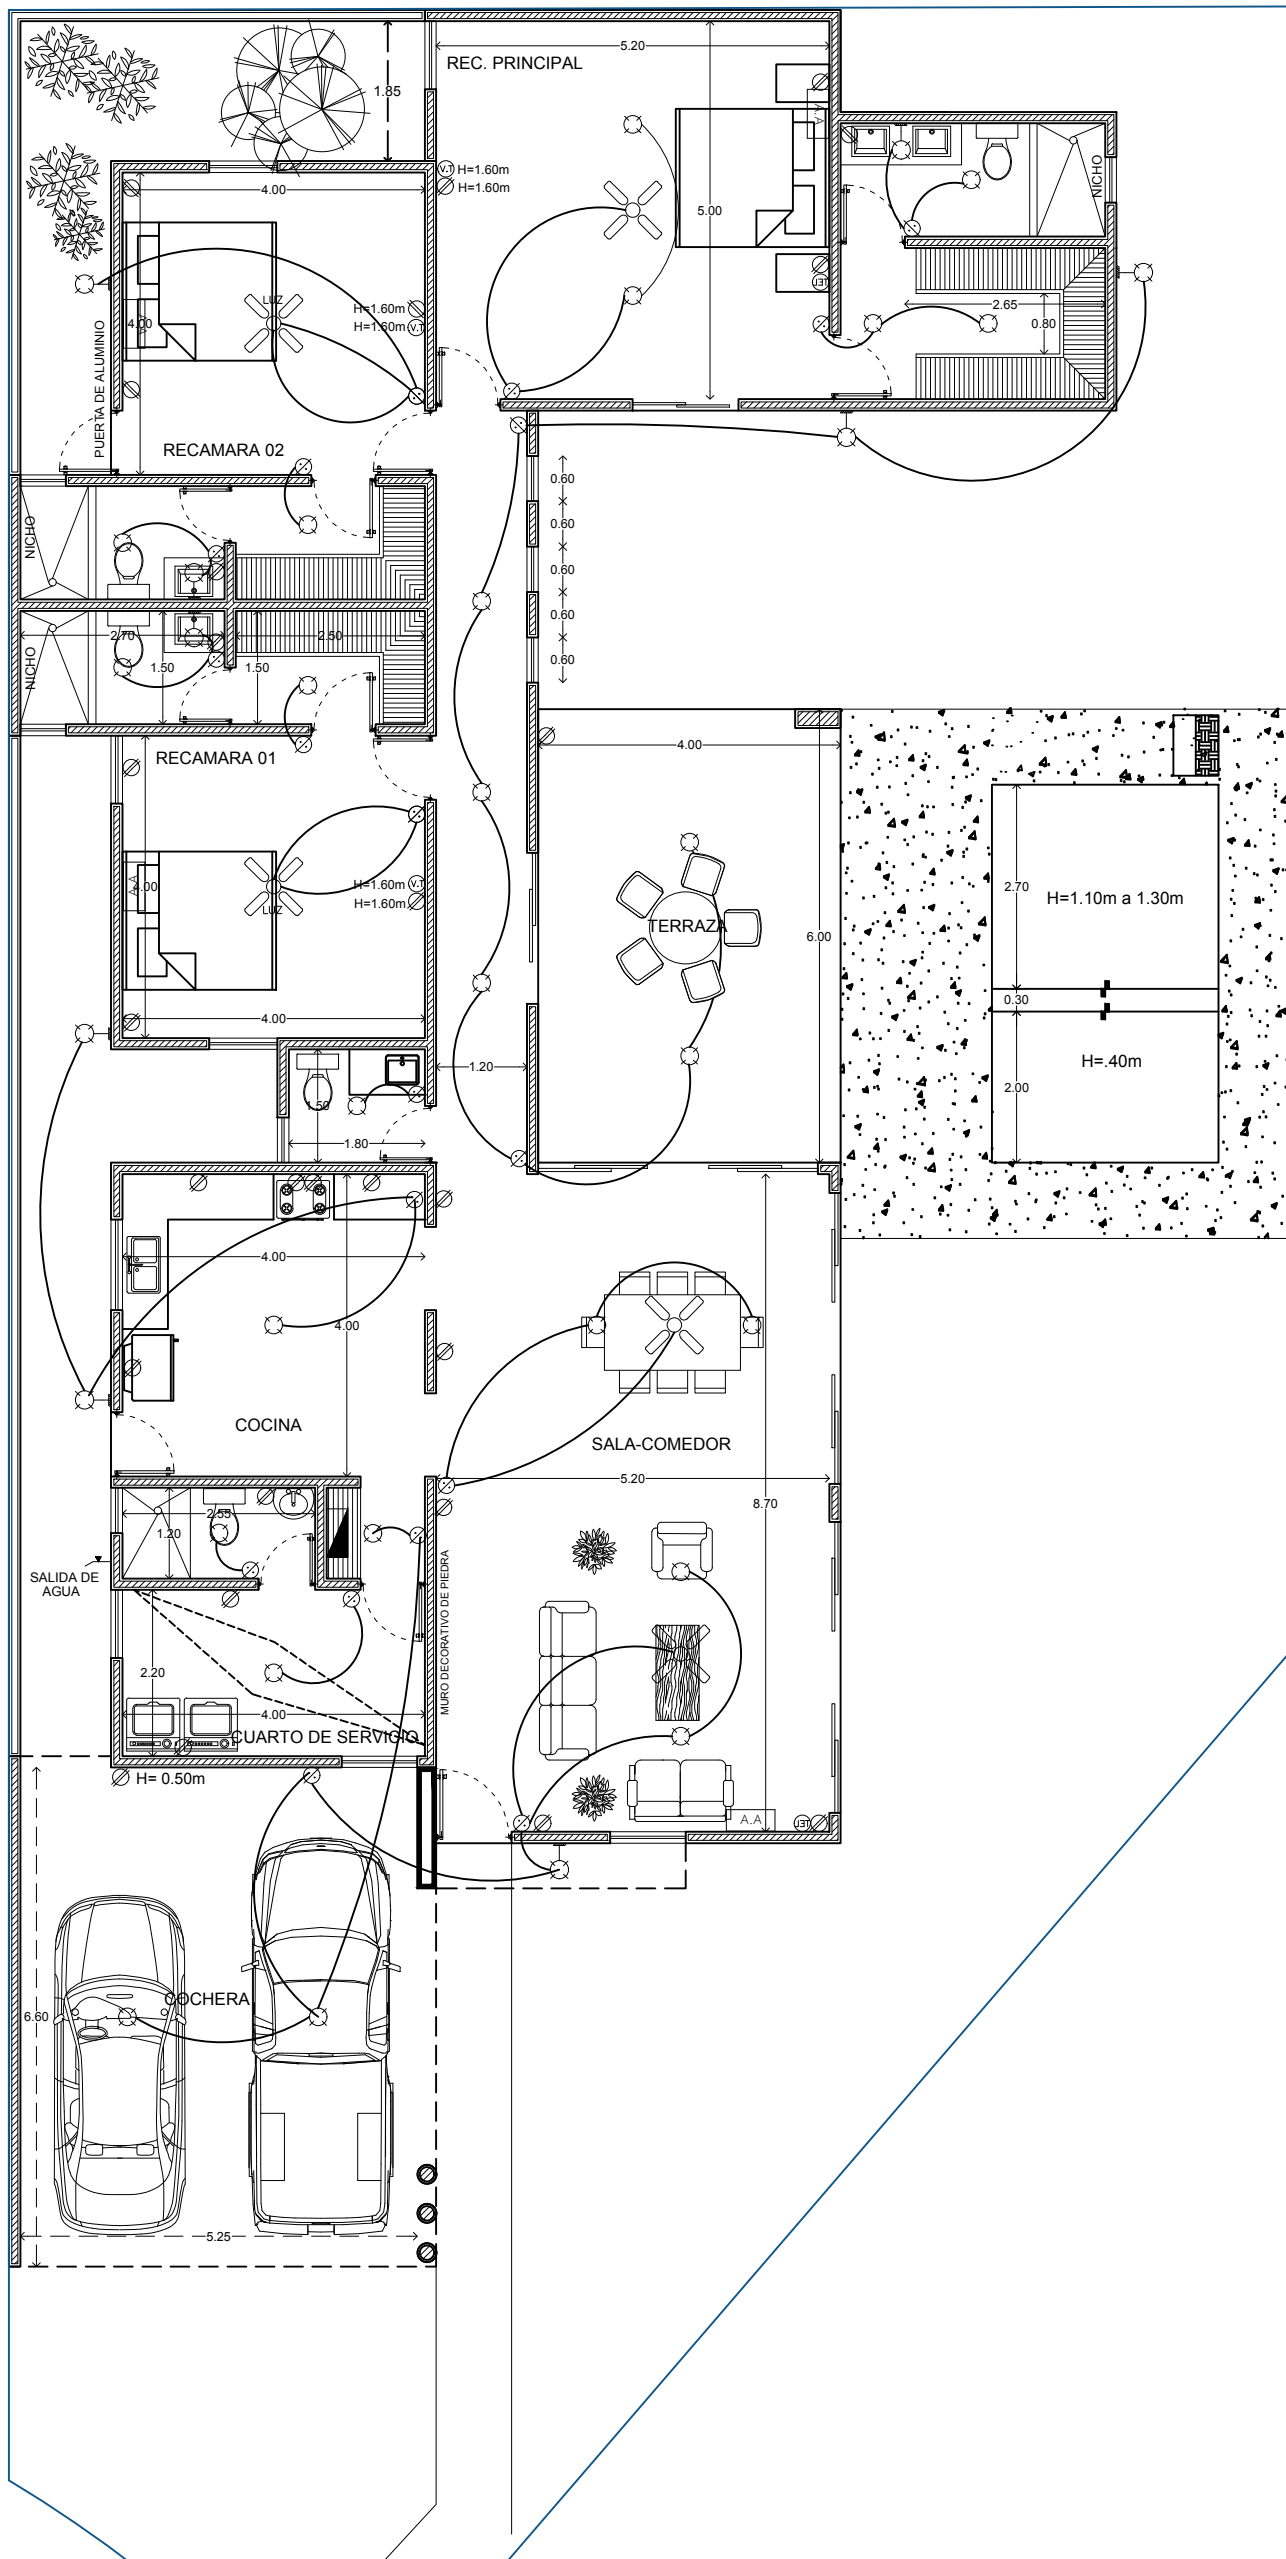 5.20
REC. PRINCIPAL
1.85
A.A
V.T H=1.60m
H=1.60m
4.00
5.00
NICHO
TEL
2.65
0.80
LUZ
H=1.60m
H=1.60m V.T
4.00
A.A
PUERTA DE ALUMINIO
RECAMARA 02
0.60
0.60
0.60
0.60
0.60
NICHO
NICHO
2.70
2.50
1.50
1.50
RECAMARA 01
4.00
A.A
4.00
H=1.60m V.T
H=1.60m
LUZ
2.70
H=1.10m a 1.30m
TERRAZA
6.00
0.30
4.00
1.20
H=.40m
2.00
1.50
1.80
4.00
4.00
COCINA
SALA-COMEDOR
5.20
8.70
2.55
1.20
SALIDA DE
AGUA
MURO DECORATIVO DE PIEDRA
2.20
4.00
CUARTO DE SERVICIO
H= 0.50m
A.A
TEL
COCHERA
6.60
5.25